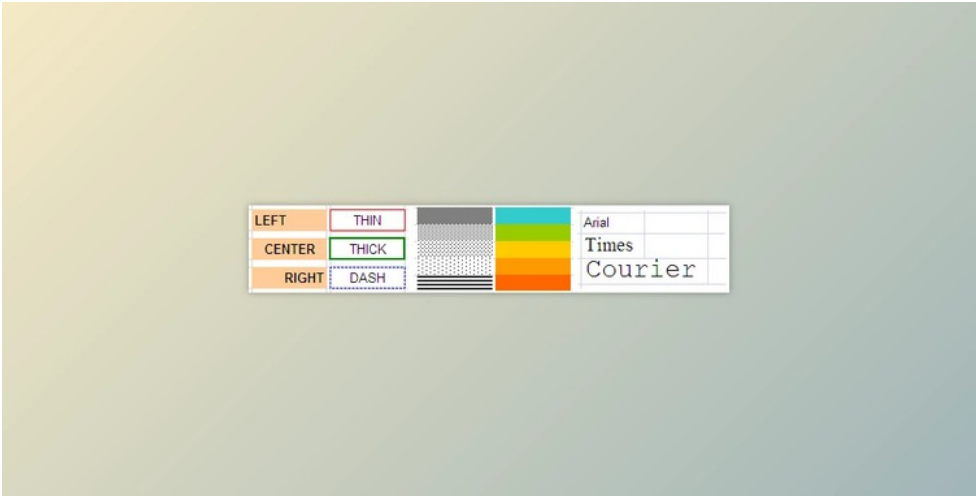 LEFT
CENTER
RIGHT
THIN
THICK
DASH
Arial
Times
Courier